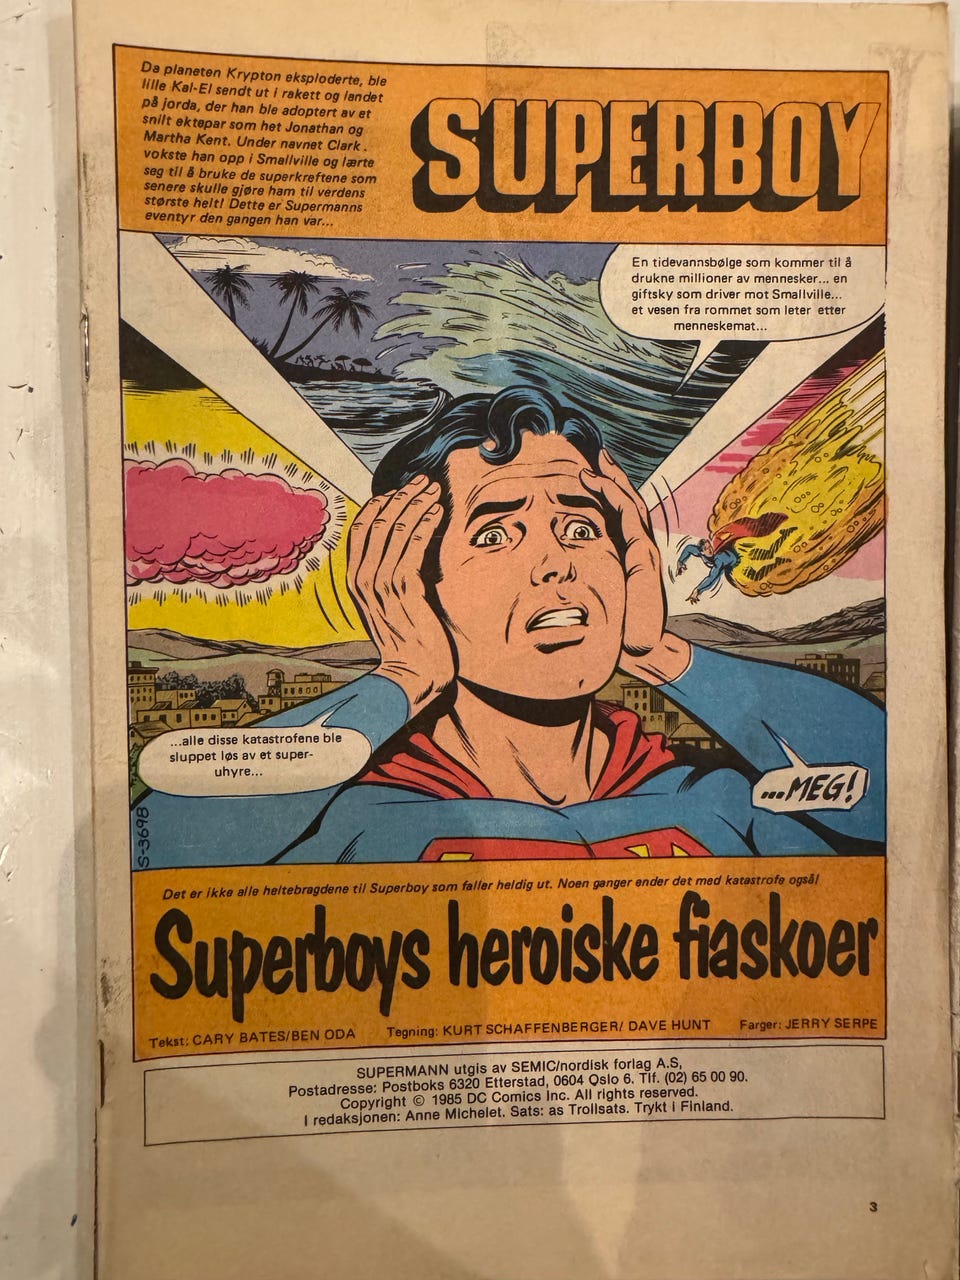 Da planeten Krypton eksploderte, ble
lille Kal-El sendt ut i rakett og landet
på jorda, der han ble adoptert av et
snilt ektepar som het Jonathan og
Martha Kent. Under navnet Clark
vokste han opp i Smallville og lærte
seg til å bruke de superkreftene som
senere skulle gjøre ham til verdens
største helt! Dette er Supermanns
eventyr den gangen han var...
SUPERBOY
En tidevannsbølge som kommer til å
drukne millioner av mennesker... en
giftsky som driver mot Smallville...
et vesen fra rommet som leter etter
menneskemat...
...alle disse katastrofene ble
sluppet løs av et super-
uhyre...
...MEG!
S-3698
Det er ikke alle heltebragdene til Superboy som faller heldig ut. Noen ganger ender det med katastrofe også!
Superboys heroiske fiaskoer
Tekst: CARY BATES/BEN ODA Tegning: KURT SCHAFFENBERGER/ DAVE HUNT Farger: JERRY SERPE
SUPERMANN utgis av SEMIC/nordisk forlag A.S,
Postadresse: Postboks 6320 Etterstad, 0604 Oslo 6. Tlf. (02) 65 00 90.
Copyright © 1985 DC Comics Inc. All rights reserved.
I redaksjonen: Anne Michelet. Sats: as Trollsats. Trykt i Finland.
3